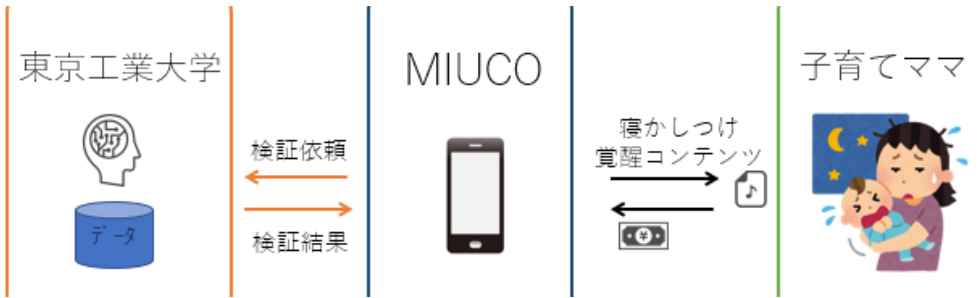 東京工業大学
MIUCO
子育てママ
検証依頼
検証結果
データ
寝かしつけ
覚醒コンテンツ
¥